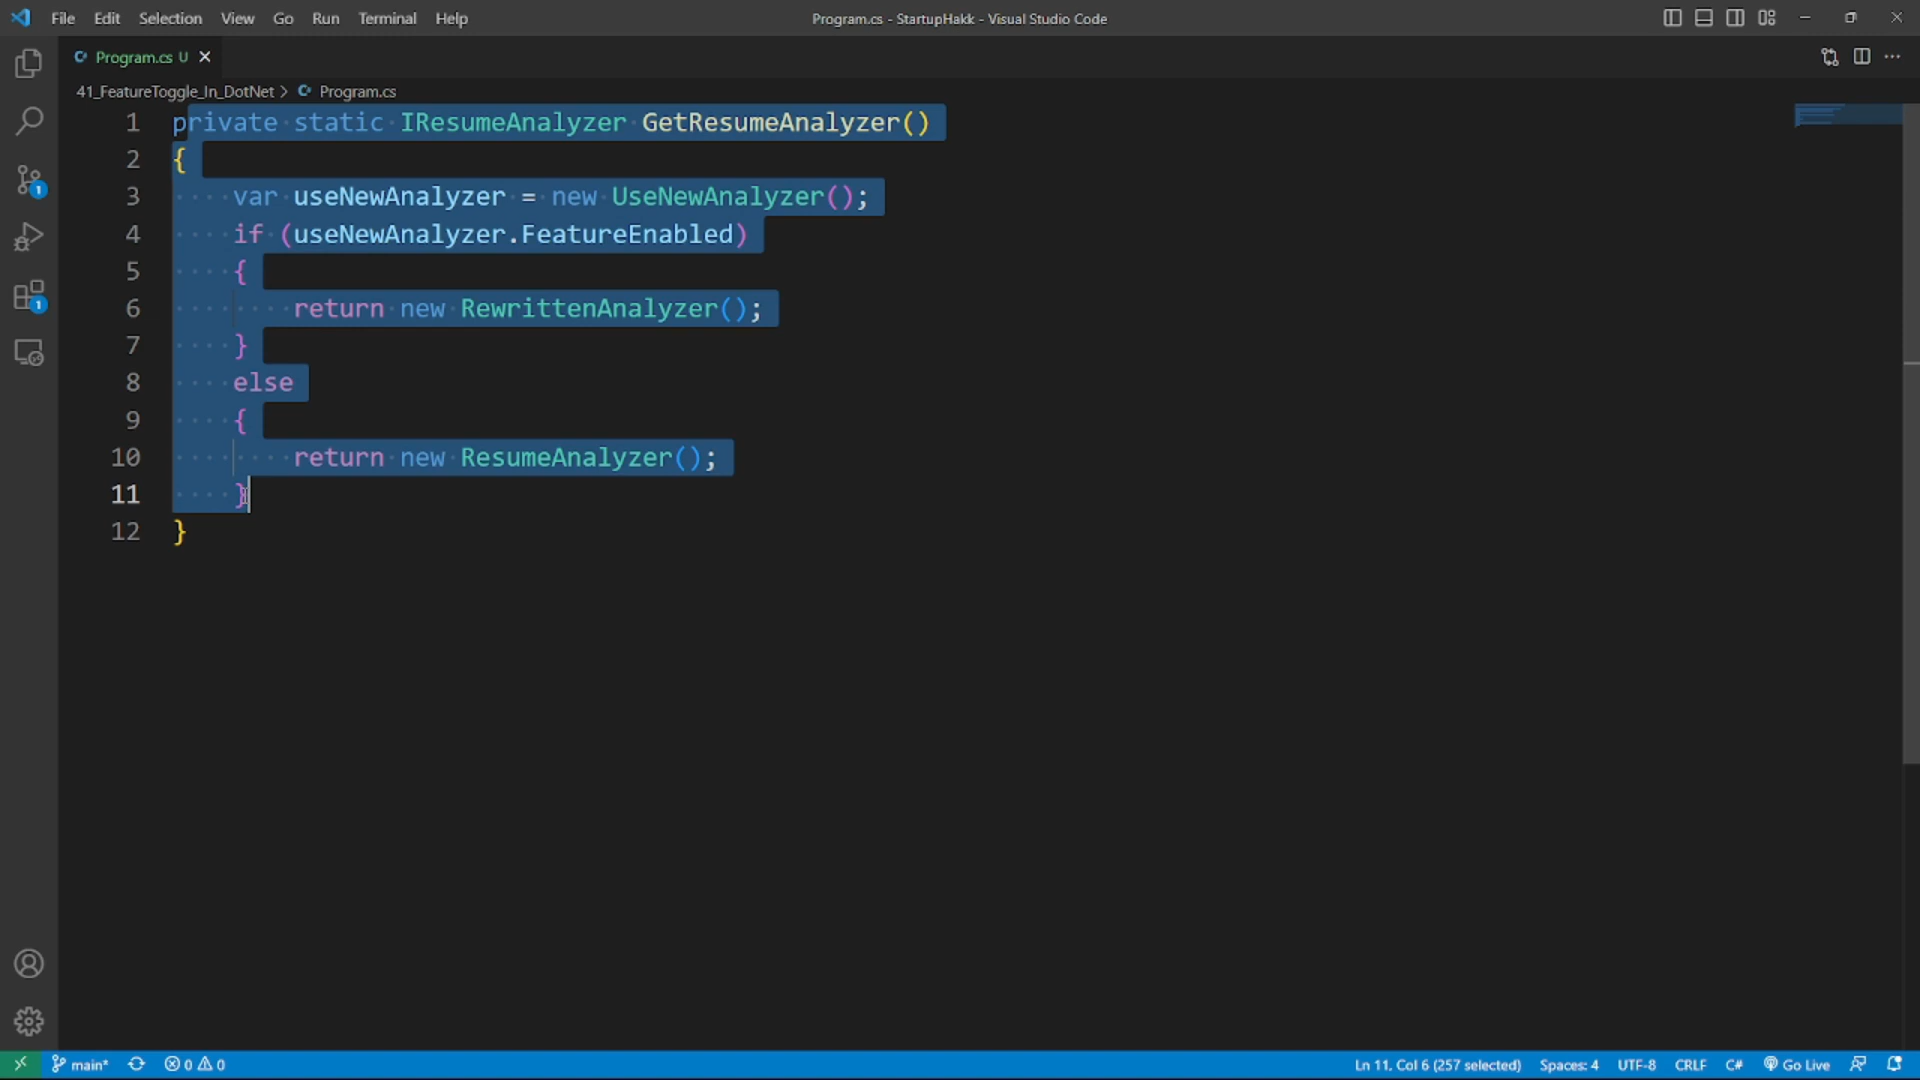 File Edit Selection View Go Run Terminal Help
Program.cs - StartupHakk - Visual Studio Code
Program.cs U
41_FeatureToggle_In_DotNet > Program.cs
1 private static IResumeAnalyzer GetResumeAnalyzer()
2 {
3 var useNewAnalyzer = new UseNewAnalyzer();
4 if (useNewAnalyzer.FeatureEnabled)
5 {
6 return new RewrittenAnalyzer();
7 }
8 else
9 {
10 return new ResumeAnalyzer();
11 }
12 }
1
1
main* 0 0 Ln 11, Col 6 (257 selected) Spaces: 4 UTF-8 CRLF C# Go Live